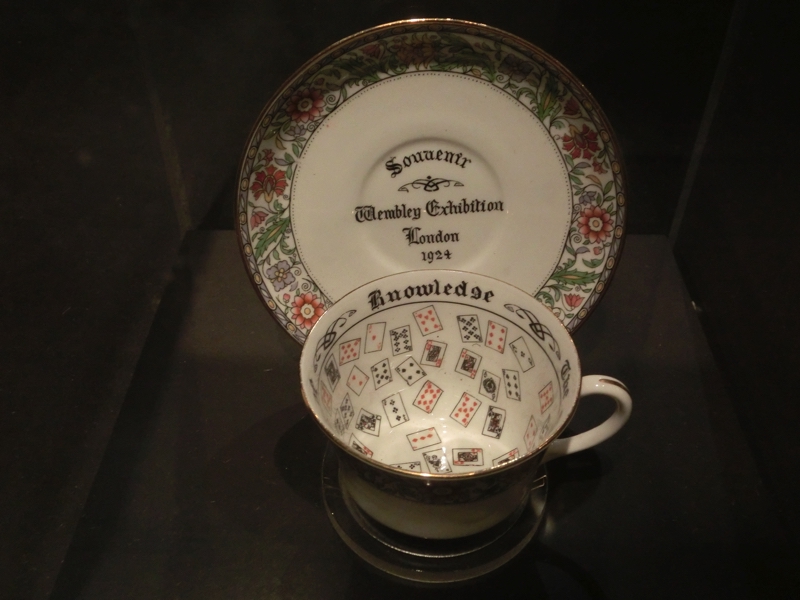 Souvenir
Wembley Exhibition
London
1924
Knowledge